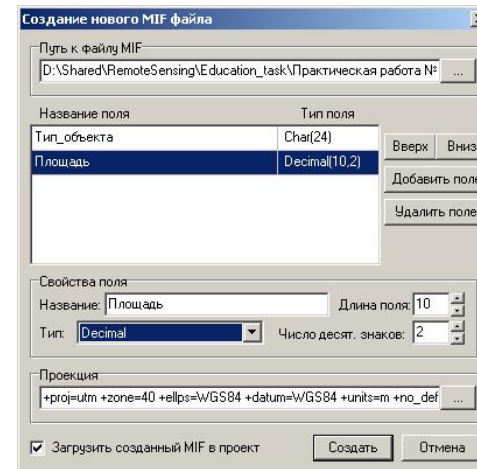 Создание нового MIF файла
Путь к файлу MIF
D:\Shared\RemoteSensing\Education_task\Практическая работа №
...
Название поля Тип поля
Тип_объекта Char(24)
Площадь Decimal(10,2)
Вверх Вниз
Добавить поле
Удалить поле
Свойства поля
Название: Площадь Длина поля: 10
Тип: Decimal Число десят. знаков: 2
Проекция
+proj=utm +zone=40 +ellps=WGS84 +datum=WGS84 +units=m +no_def ...
Загрузить созданный MIF в проект Создать Отмена